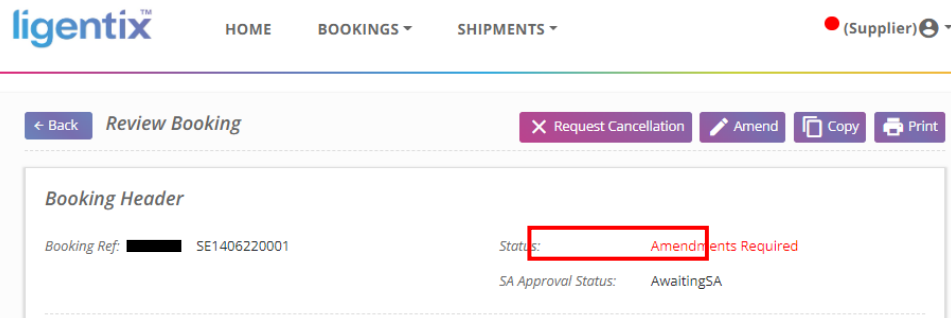 ligentix™
HOME BOOKINGS SHIPMENTS (Supplier)
← Back Review Booking Request Cancellation Amend Copy Print
Booking Header
Booking Ref: SE1406220001 Status: Amendments Required
SA Approval Status: AwaitingSA